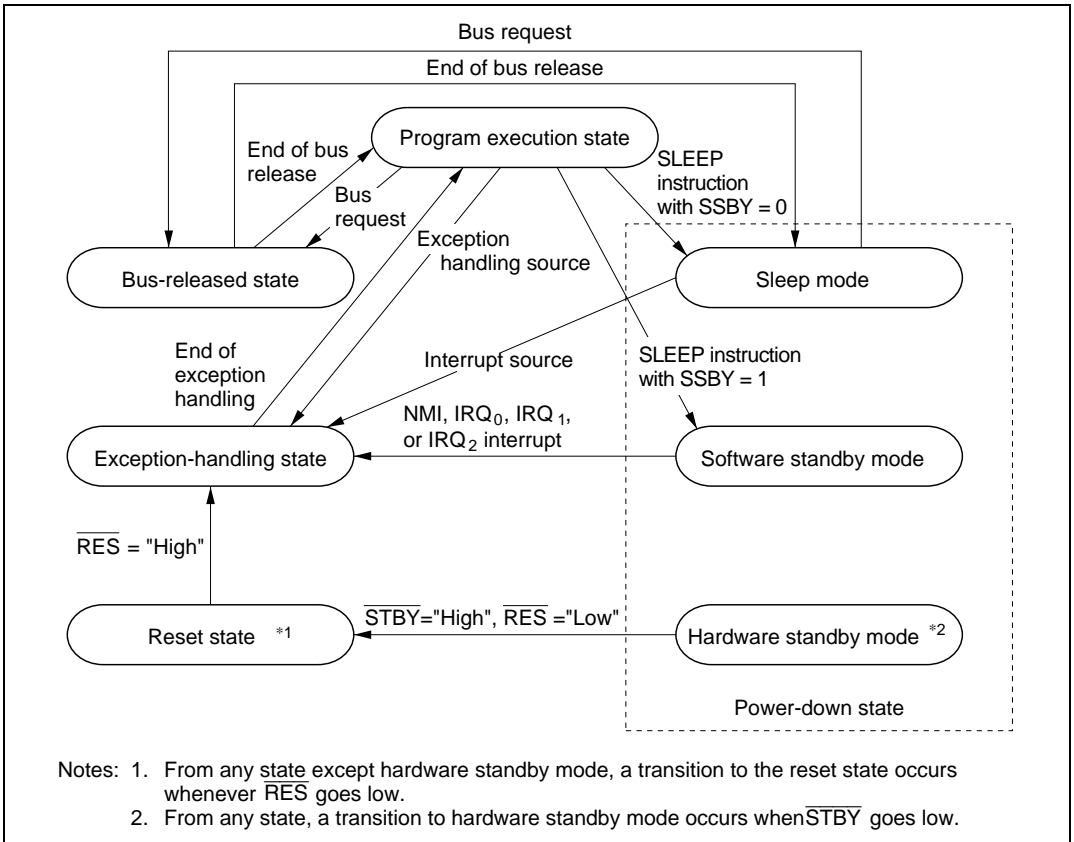 Bus request
End of bus release
Program execution state
End of bus
release
SLEEP
instruction
with SSBY = 0
Bus
request
Exception
handling source
Bus-released state
Sleep mode
End of
exception
handling
Interrupt source
SLEEP instruction
with SSBY = 1
NMI, IRQ0, IRQ1,
or IRQ2 interrupt
Exception-handling state
Software standby mode
RES = "High"
STBY="High", RES ="Low"
Reset state *1
Hardware standby mode *2
Power-down state
Notes: 1. From any state except hardware standby mode, a transition to the reset state occurs
whenever RES goes low.
2. From any state, a transition to hardware standby mode occurs when STBY goes low.